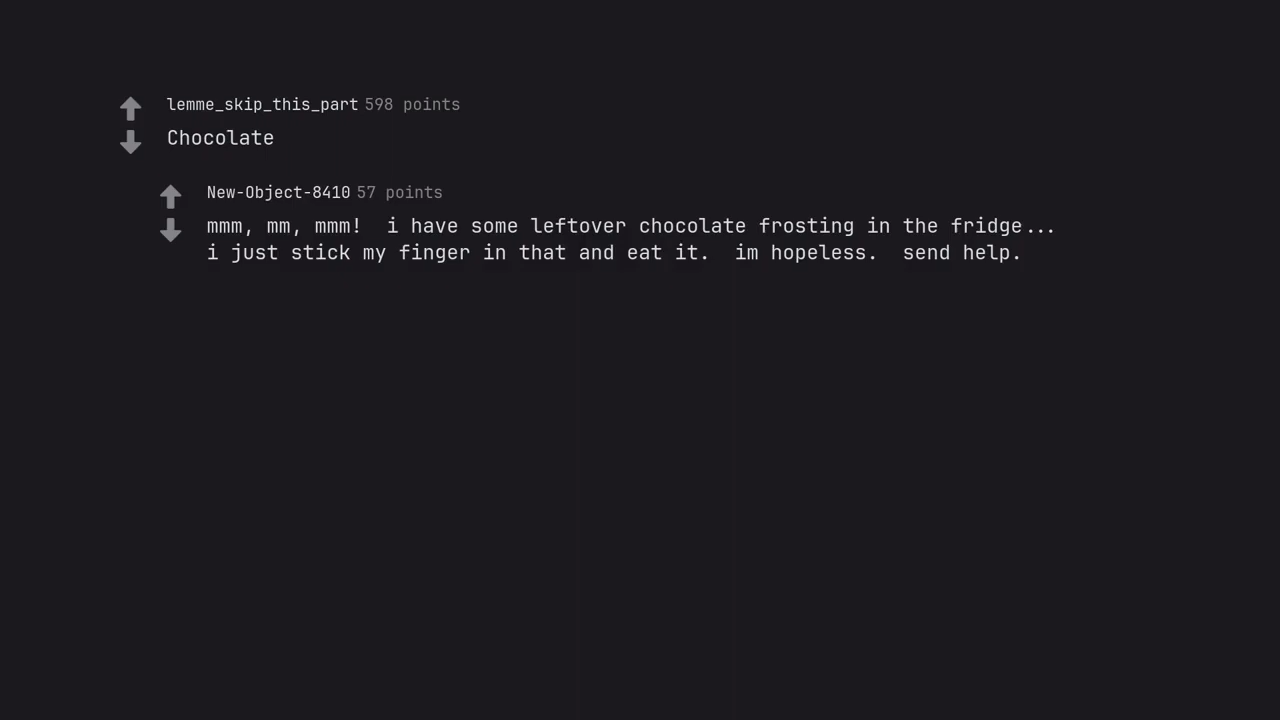 lemme_skip_this_part 598 points
Chocolate
New-Object-8410 57 points
mmm, mm, mmm!  i have some leftover chocolate frosting in the fridge...
i just stick my finger in that and eat it.  im hopeless.  send help.